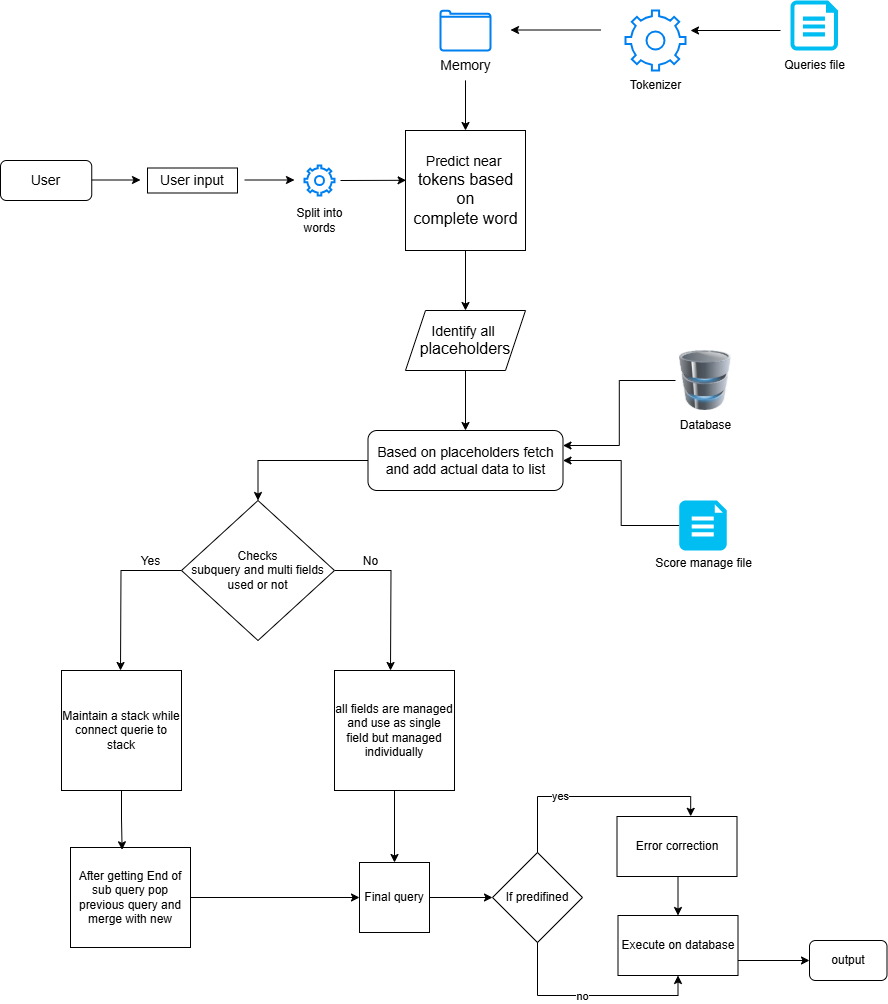 Memory
Tokenizer
Queries file
User
User input
Split into
words
Predict near
tokens based
on
complete word
Identify all
placeholders
Database
Based on placeholders fetch
and add actual data to list
Score manage file
Checks
subquery and multi fields
used or not
Yes
No
Maintain a stack while
connect querie to
stack
all fields are managed
and use as single
field but managed
individually
After getting End of
sub query pop
previous query and
merge with new
Final query
If predifined
yes
Error correction
Execute on database
output
no